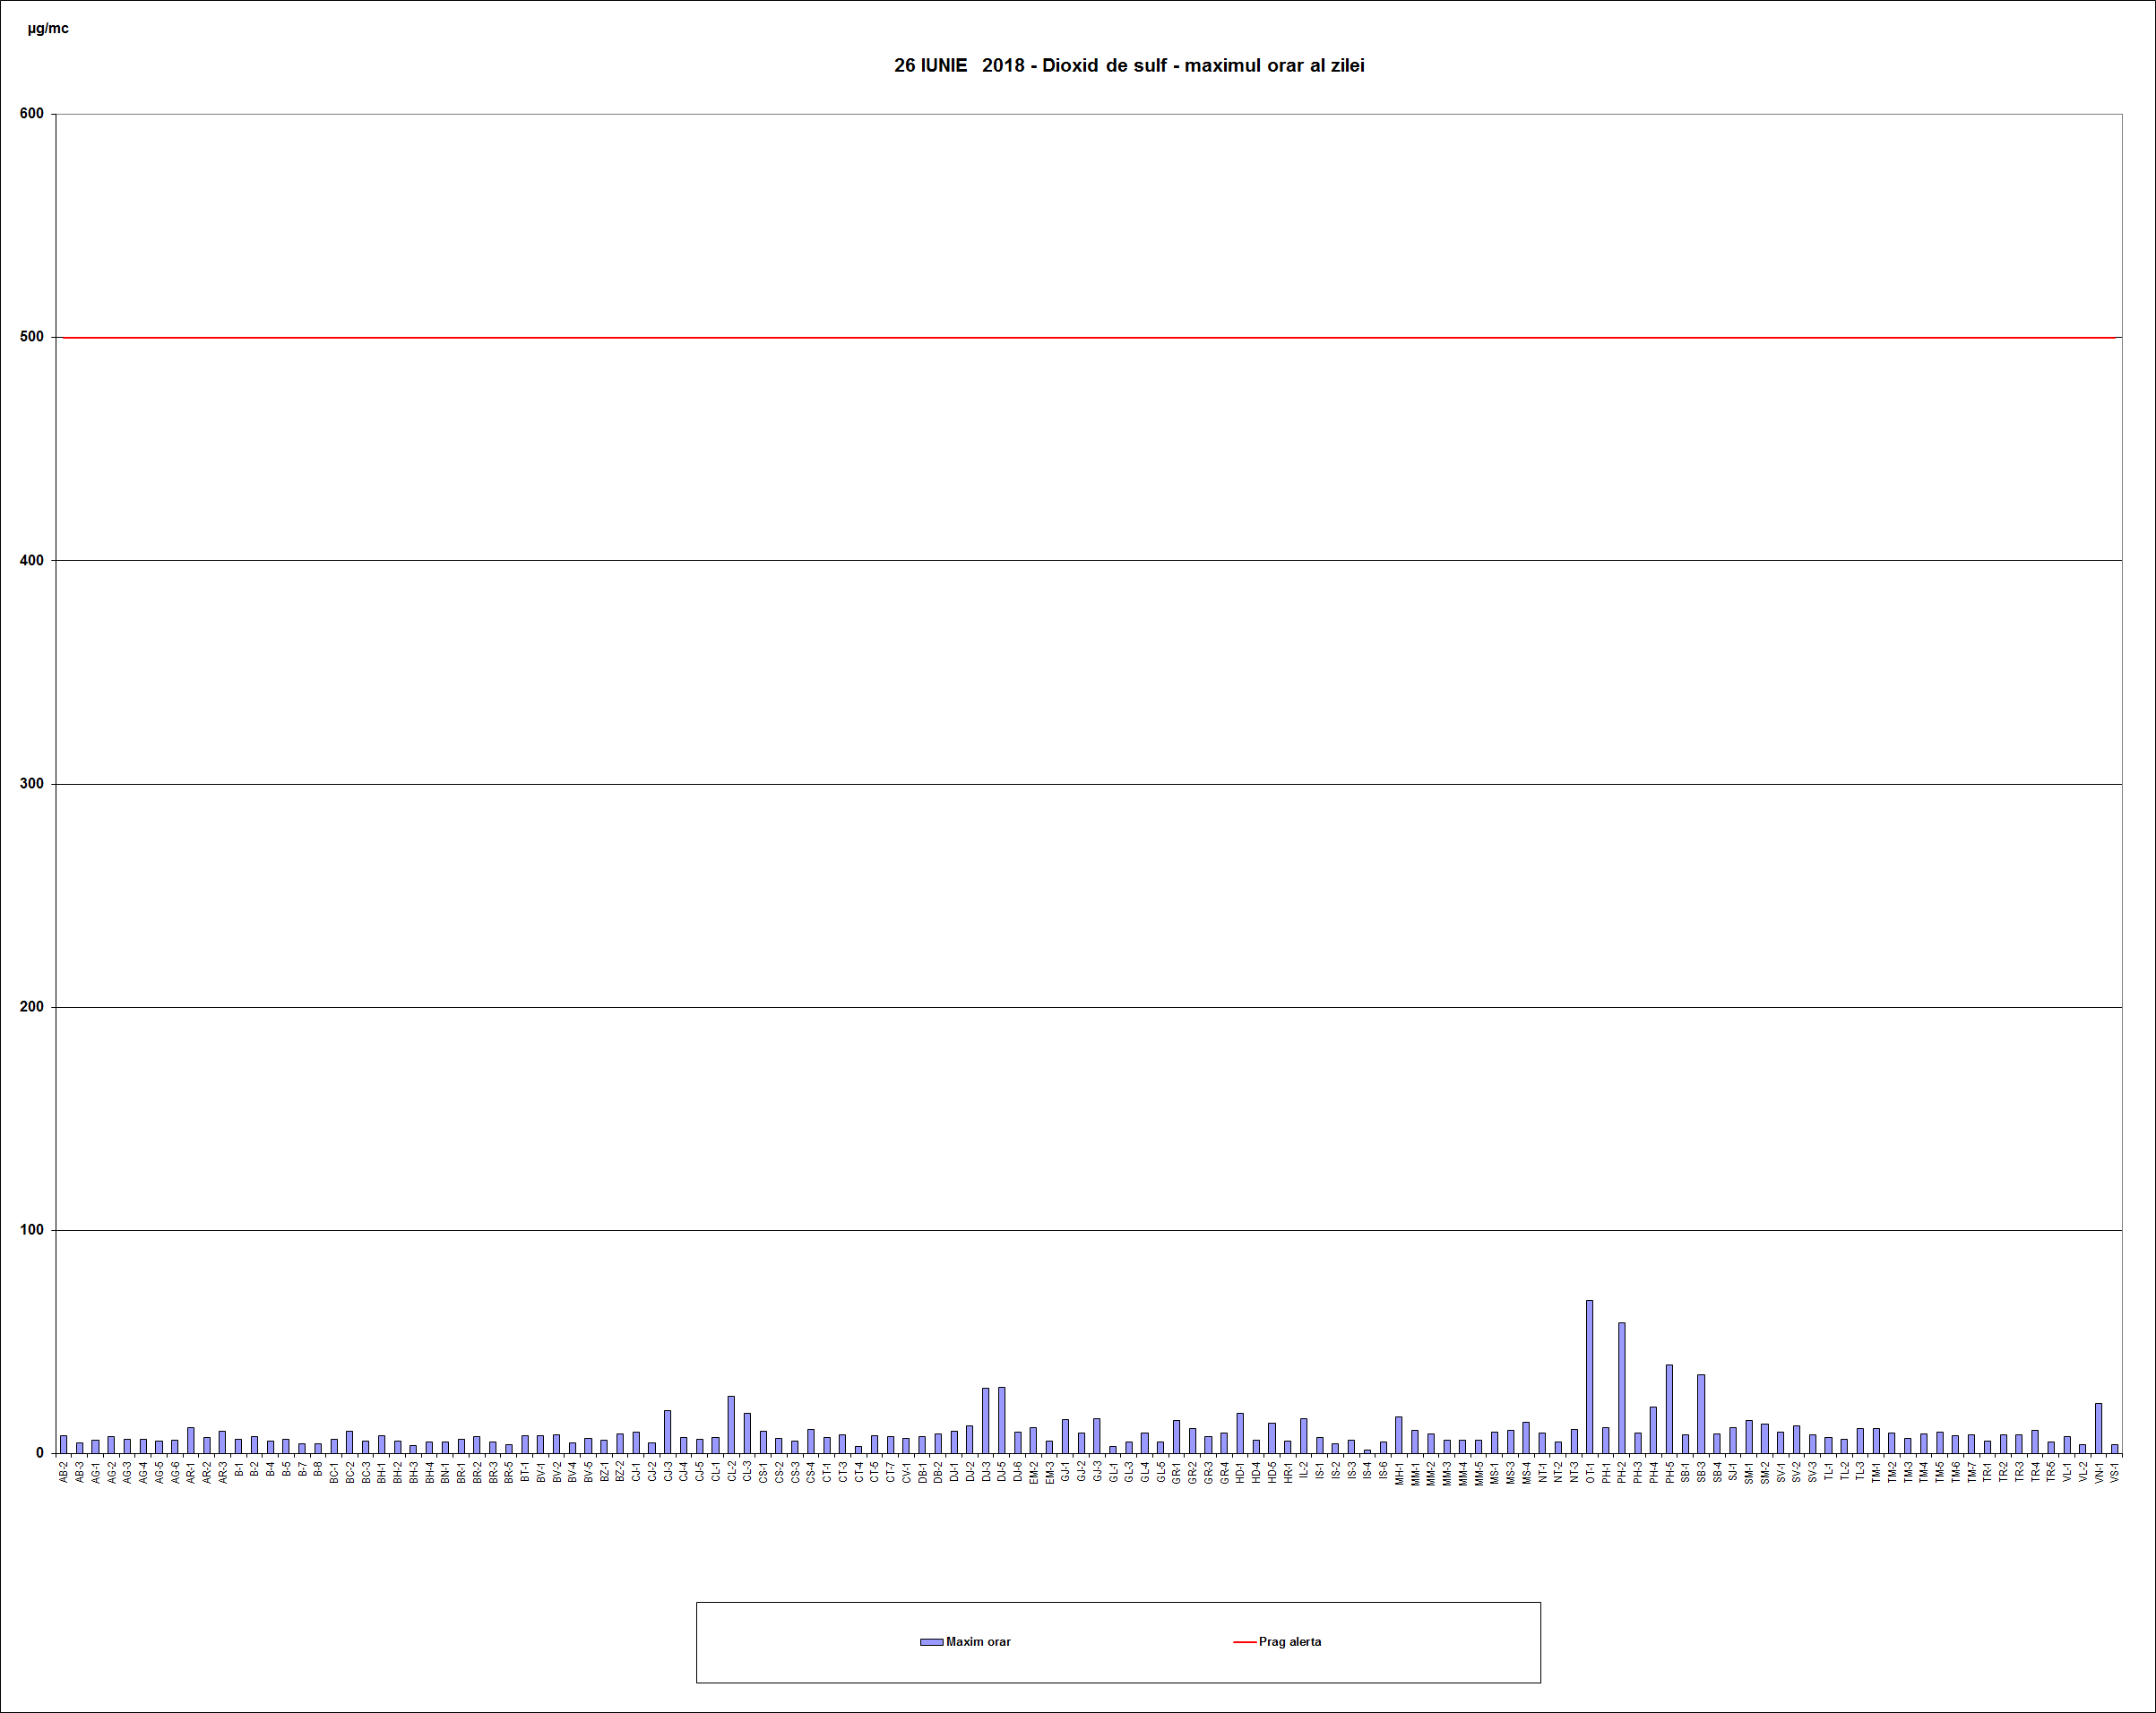 µg/mc
26 IUNIE 2018 - Dioxid de sulf - maximul orar al zilei
600
500
400
300
200
100
0
AB-2 AB-3 AG-1 AG-2 AG-3 AG-4 AG-5 AG-6 AR-1 AR-2 AR-3 B-1 B-2 B-4 B-5 B-7 B-8 BC-1 BC-2 BC-3 BH-1 BH-2 BH-3 BH-4 BN-1 BR-1 BR-2 BR-3 BR-5 BT-1 BV-1 BV-2 BV-4 BV-5 BZ-1 BZ-2 CJ-1 CJ-2 CJ-3 CJ-4 CJ-5 CL-1 CL-2 CL-3 CS-1 CS-2 CS-3 CS-4 CT-1 CT-3 CT-4 CT-5 CT-7 CV-1 DB-1 DB-2 DJ-1 DJ-2 DJ-3 DJ-5 DJ-6 EM-2 EM-3 GJ-1 GJ-2 GJ-3 GL-1 GL-3 GL-4 GL-5 GR-1 GR-2 GR-3 GR-4 HD-1 HD-4 HD-5 HR-1 IL-2 IS-1 IS-2 IS-3 IS-4 IS-6 MH-1 MM-1 MM-2 MM-3 MM-4 MM-5 MS-1 MS-3 MS-4 NT-1 NT-2 NT-3 OT-1 PH-1 PH-2 PH-3 PH-4 PH-5 SB-1 SB-3 SB-4 SJ-1 SM-1 SM-2 SV-1 SV-2 SV-3 TL-1 TL-2 TL-3 TM-1 TM-2 TM-3 TM-4 TM-5 TM-6 TM-7 TR-1 TR-2 TR-3 TR-4 TR-5 VL-1 VL-2 VN-1 VS-1
Maxim orar Prag alerta